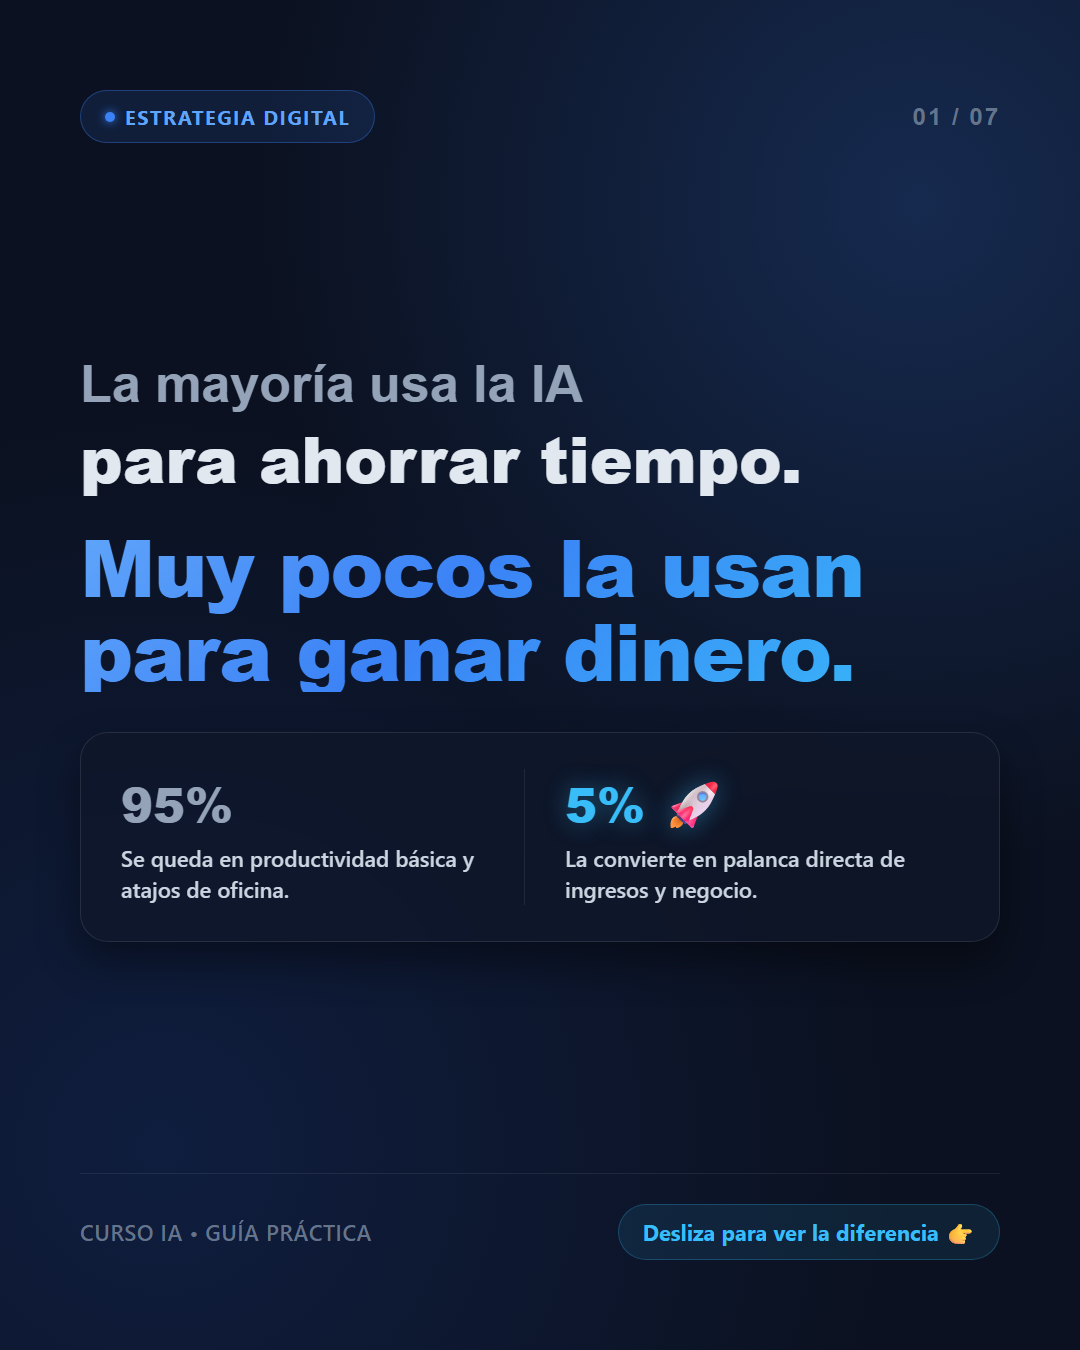 ESTRATEGIA DIGITAL
01 / 07
La mayoría usa la IA
para ahorrar tiempo.
Muy pocos la usan
para ganar dinero.
95%
Se queda en productividad básica y
atajos de oficina.
5% 🚀
La convierte en palanca directa de
ingresos y negocio.
CURSO IA • GUÍA PRÁCTICA
Desliza para ver la diferencia 👉